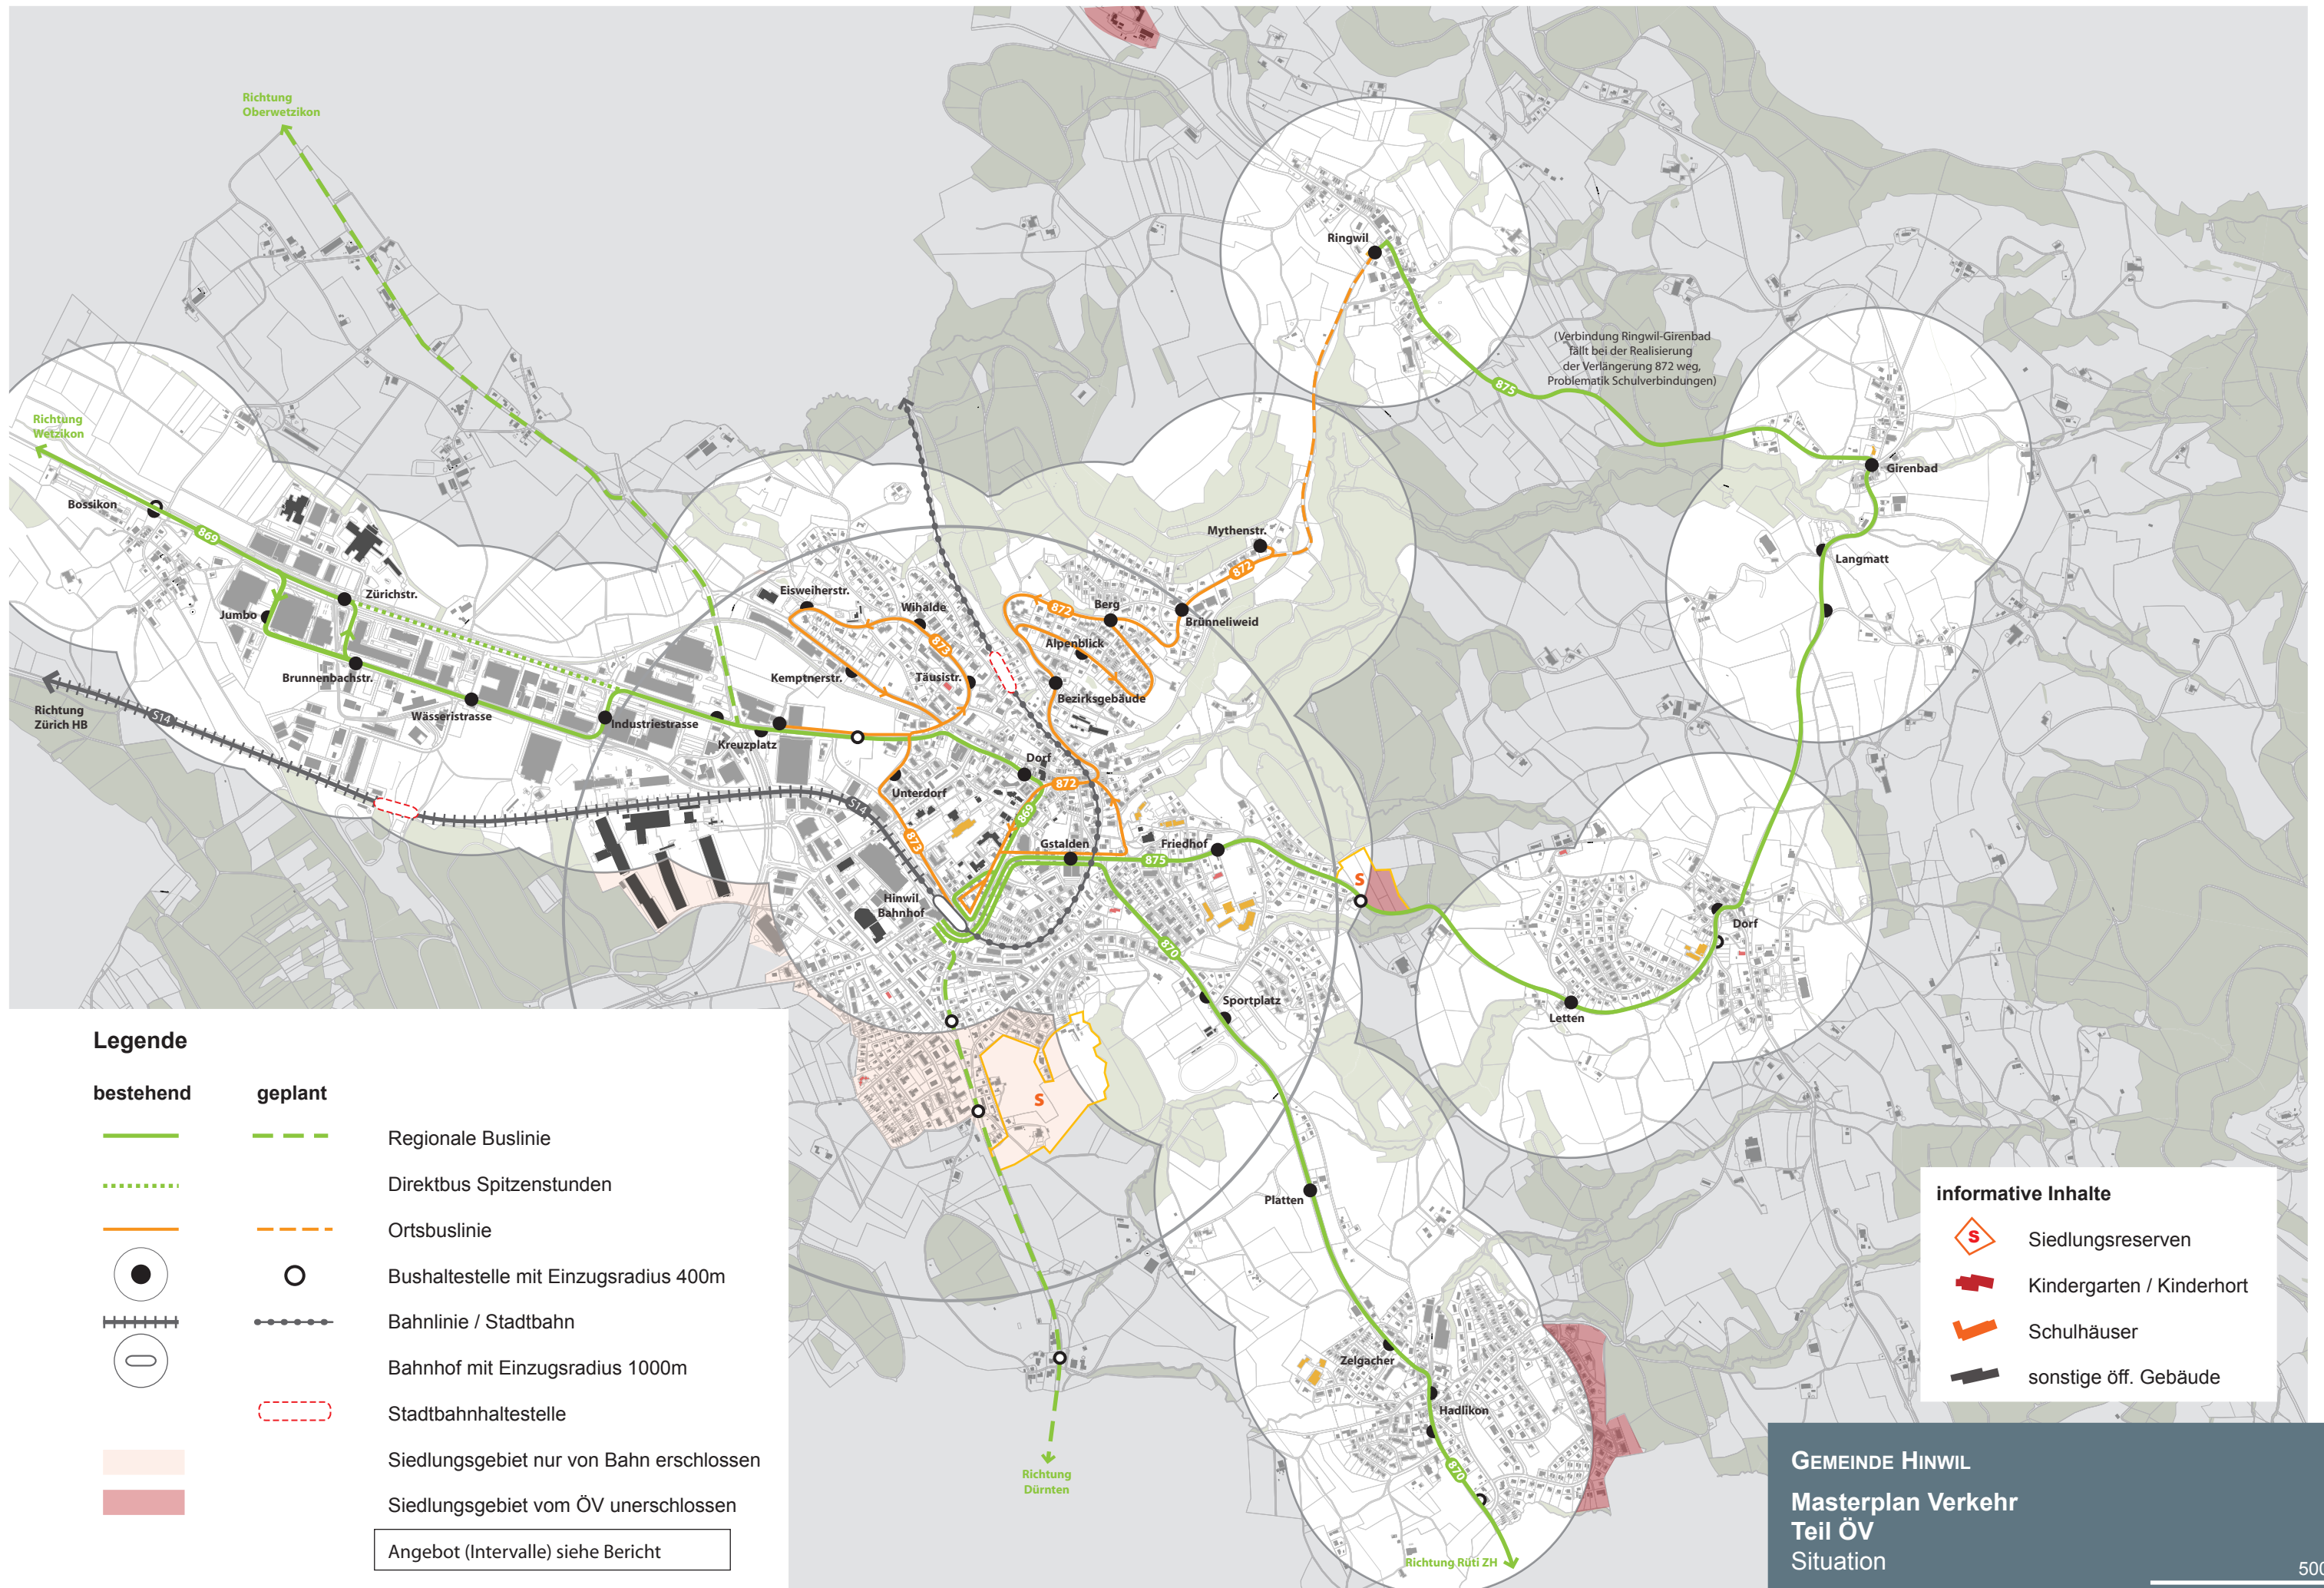 Richtung
Oberwetzikon
Richtung
Wetzikon
Bossikon
869
Jumbo
Zürichstr.
Brunnenbachstr.
Wässeristrasse
Industriestrasse
Kreuzplatz
Richtung
Zürich HB
S14
Eisweiherstr.
Wihalde
873
Kemptnerstr.
Täusistr.
Unterdorf
S14
873
Hinwil
Bahnhof
Dorf
872
869
Gstalden
875
Friedhof
Mythenstr.
872
Brünneliweid
Berg
872
Alpenblick
Bezirksgebäude
Ringwil
(Verbindung Ringwil-Girenbad
fällt bei der Realisierung
der Verlängerung 872 weg,
Problematik Schulverbindungen)
875
Girenbad
Langmatt
S
Dorf
Letten
870
Sportplatz
S
Platten
Zelgacher
Hadlikon
870
Richtung Rüti ZH
Richtung
Dürnten
Legende
bestehend geplant
Regionale Buslinie
Direktbus Spitzenstunden
Ortsbuslinie
Bushaltestelle mit Einzugsradius 400m
Bahnlinie / Stadtbahn
Bahnhof mit Einzugsradius 1000m
Stadtbahnhaltestelle
Siedlungsgebiet nur von Bahn erschlossen
Siedlungsgebiet vom ÖV unerschlossen
Angebot (Intervalle) siehe Bericht
informative Inhalte
S Siedlungsreserven
Kindergarten / Kinderhort
Schulhäuser
sonstige öff. Gebäude
GEMEINDE HINWIL
Masterplan Verkehr
Teil ÖV
Situation
500